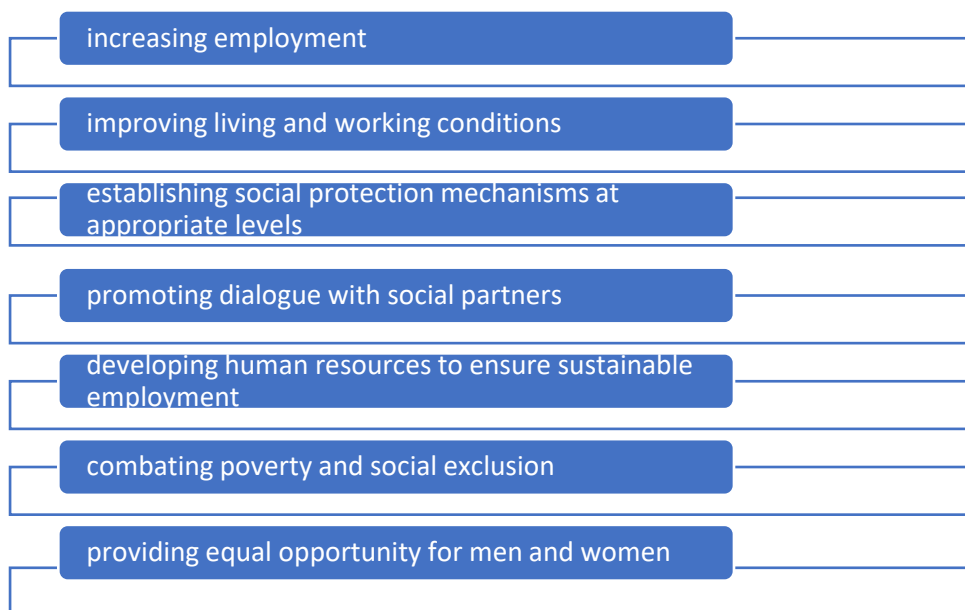 increasing employment
improving living and working conditions
establishing social protection mechanisms at
appropriate levels
promoting dialogue with social partners
developing human resources to ensure sustainable
employment
combating poverty and social exclusion
providing equal opportunity for men and women